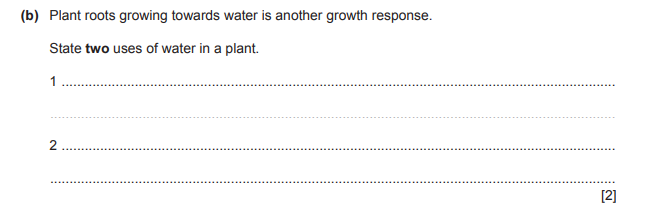 (b) Plant roots growing towards water is another growth response.
State two uses of water in a plant.
1 ................................................................................
................................................................................
2 ................................................................................
................................................................................
[2]